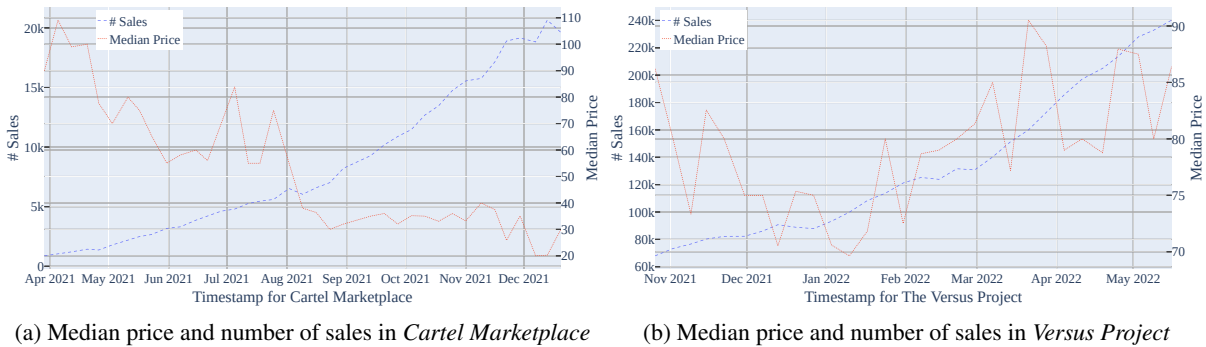 # Sales
Median Price
20k
15k
10k
5k
0
# Sales
110
100
90
80
70
60
50
40
30
20
Median Price
Apr 2021 May 2021 Jun 2021 Jul 2021 Aug 2021 Sep 2021 Oct 2021 Nov 2021 Dec 2021
Timestamp for Cartel Marketplace
(a) Median price and number of sales in Cartel Marketplace
# Sales
Median Price
240k
220k
200k
180k
160k
140k
120k
100k
80k
60k
# Sales
90
85
80
75
70
Median Price
Nov 2021 Dec 2021 Jan 2022 Feb 2022 Mar 2022 Apr 2022 May 2022
Timestamp for The Versus Project
(b) Median price and number of sales in Versus Project